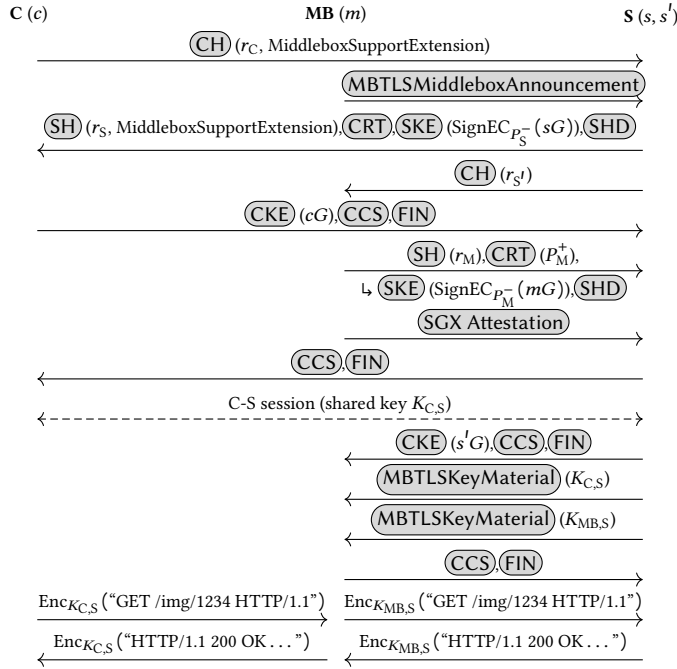 C (c) MB (m) S (s, s′)
CH (r_C, MiddleboxSupportExtension)
MBTLSMiddleboxAnnouncement
SH (r_S, MiddleboxSupportExtension), CRT, SKE (SignEC_{P_S^−}(sG)), SHD
CH (r_{S′})
CKE (cG), CCS, FIN
SH (r_M), CRT (P_M^+),
↳ SKE (SignEC_{P_M^−}(mG)), SHD
SGX Attestation
CCS, FIN
C-S session (shared key K_{C,S})
CKE (s′G), CCS, FIN
MBTLSKeyMaterial (K_{C,S})
MBTLSKeyMaterial (K_{MB,S})
CCS, FIN
Enc_{K_{C,S}}(“GET /img/1234 HTTP/1.1”) Enc_{K_{MB,S}}(“GET /img/1234 HTTP/1.1”)
Enc_{K_{C,S}}(“HTTP/1.1 200 OK . . . ”) Enc_{K_{MB,S}}(“HTTP/1.1 200 OK . . . ”)